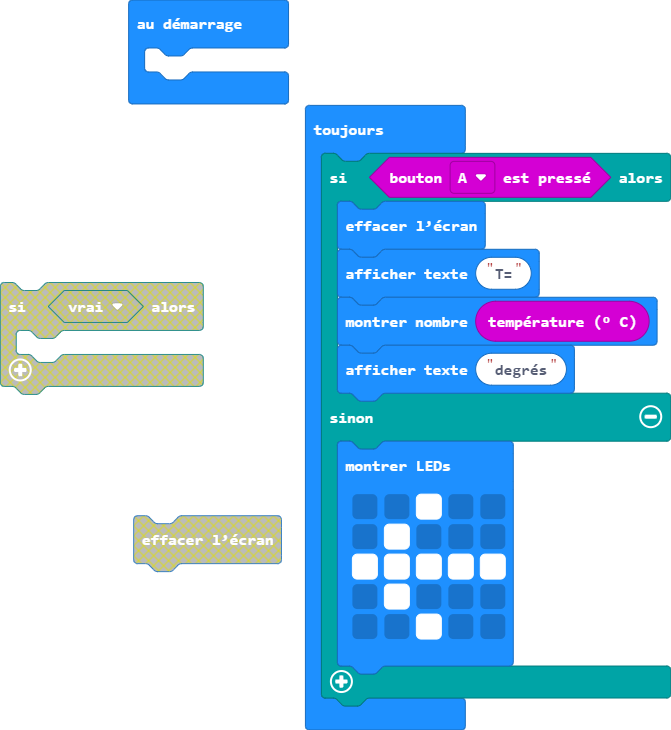 au démarrage
toujours
si bouton A est pressé alors
effacer l’écran
afficher texte "T="
si vrai alors
montrer nombre température (º C)
afficher texte "degrés"
sinon
montrer LEDs
effacer l’écran